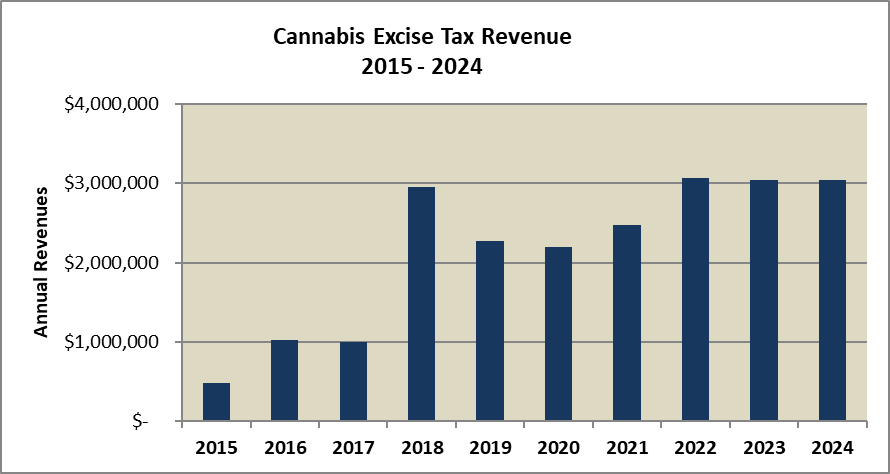 Cannabis Excise Tax Revenue
2015 - 2024
Annual Revenues
$4,000,000
$3,000,000
$2,000,000
$1,000,000
$-
2015 2016 2017 2018 2019 2020 2021 2022 2023 2024